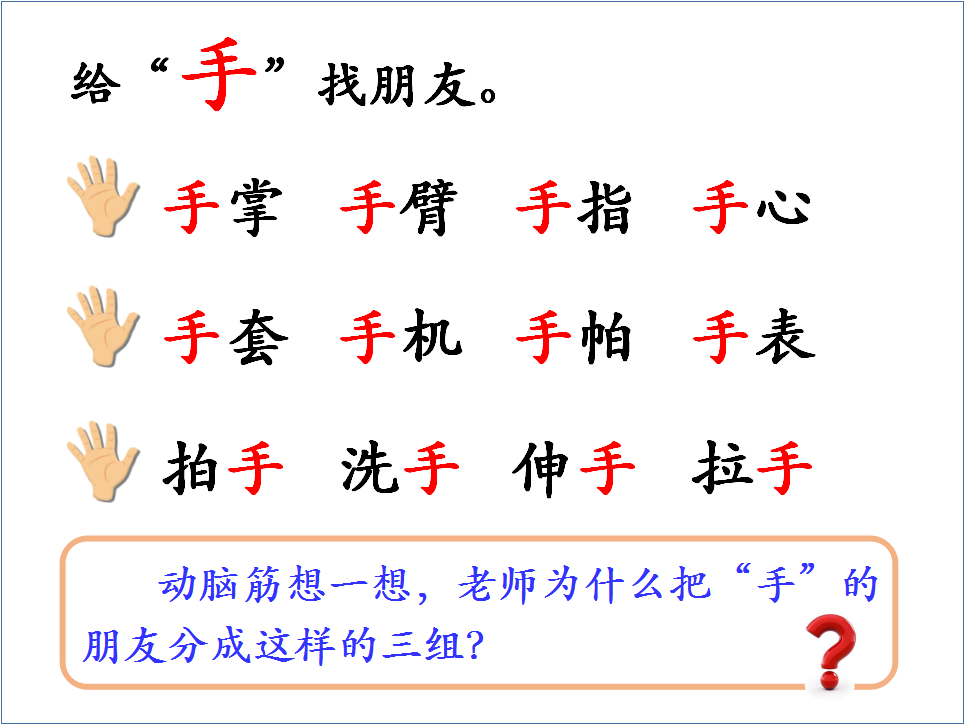 给“手”找朋友。
手掌 手臂 手指 手心
手套 手机 手帕 手表
拍手 洗手 伸手 拉手
动脑筋想一想，老师为什么把“手”的
朋友分成这样的三组？